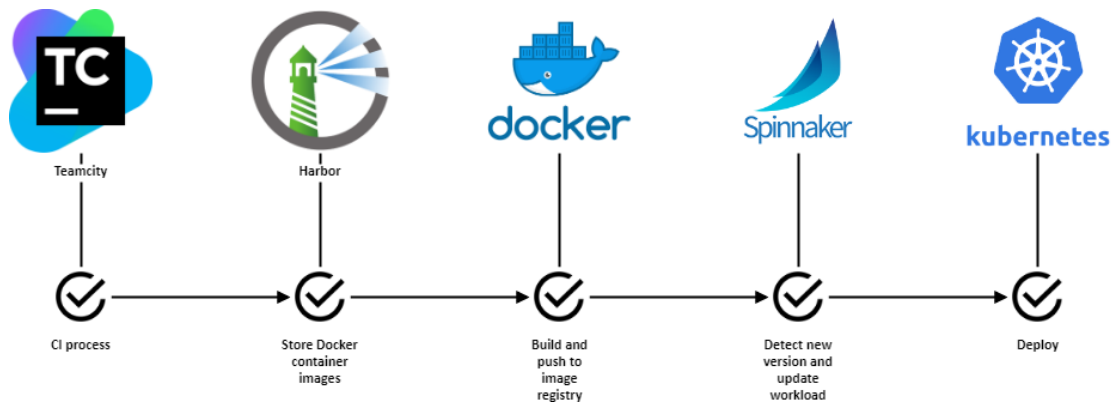 TC
docker
Spinnaker
kubernetes
Teamcity
Harbor
CI process
Store Docker
container
images
Build and
push to
image
registry
Detect new
version and
update
workload
Deploy